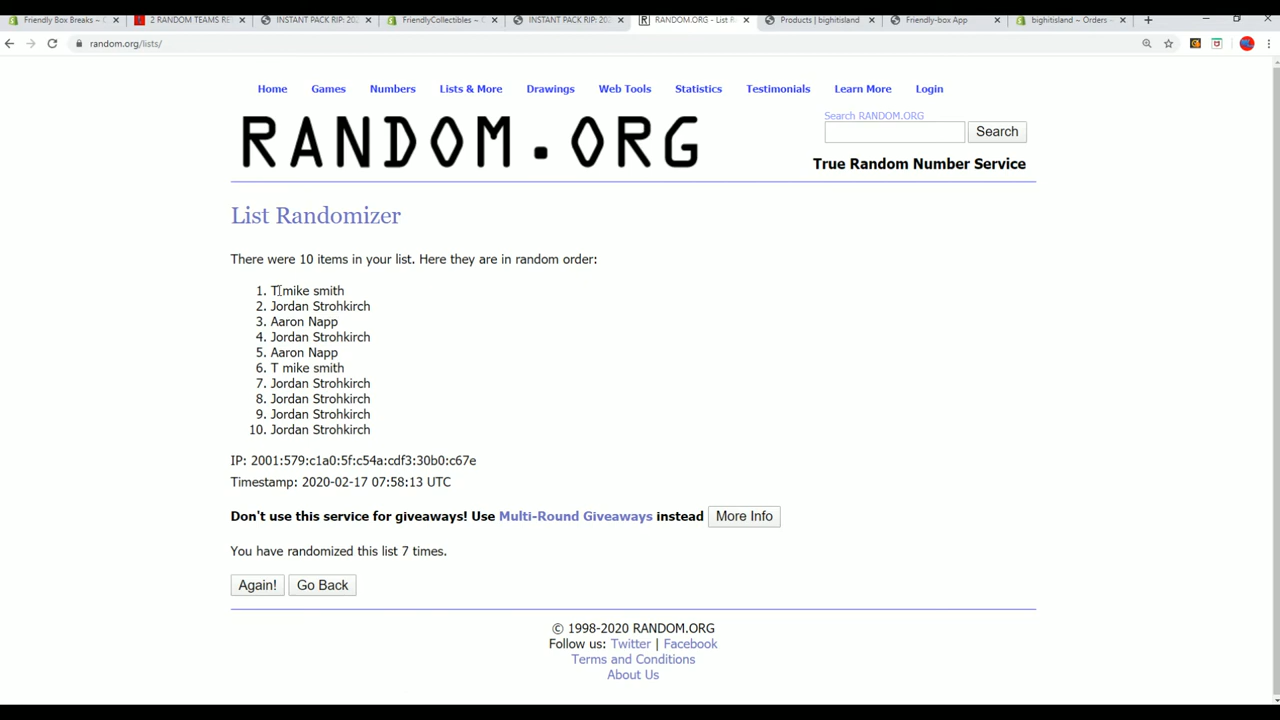 Friendly Box Breaks ~ C
2 RANDOM TEAMS RE
INSTANT PACK RIP: 202
FriendlyCollectibles ~ C
INSTANT PACK RIP: 202
RANDOM.ORG - List R
Products | bighitisland
Friendly-box App
bighitisland ~ Orders
random.org/lists/
Home Games Numbers Lists & More Drawings Web Tools Statistics Testimonials Learn More Login
RANDOM.ORG
Search RANDOM.ORG
Search
True Random Number Service
List Randomizer
There were 10 items in your list. Here they are in random order:
1. T mike smith
2. Jordan Strohkirch
3. Aaron Napp
4. Jordan Strohkirch
5. Aaron Napp
6. T mike smith
7. Jordan Strohkirch
8. Jordan Strohkirch
9. Jordan Strohkirch
10. Jordan Strohkirch
IP: 2001:579:c1a0:5f:c54a:cdf3:30b0:c67e
Timestamp: 2020-02-17 07:58:13 UTC
Don't use this service for giveaways! Use Multi-Round Giveaways instead More Info
You have randomized this list 7 times.
Again! Go Back
© 1998-2020 RANDOM.ORG
Follow us: Twitter | Facebook
Terms and Conditions
About Us